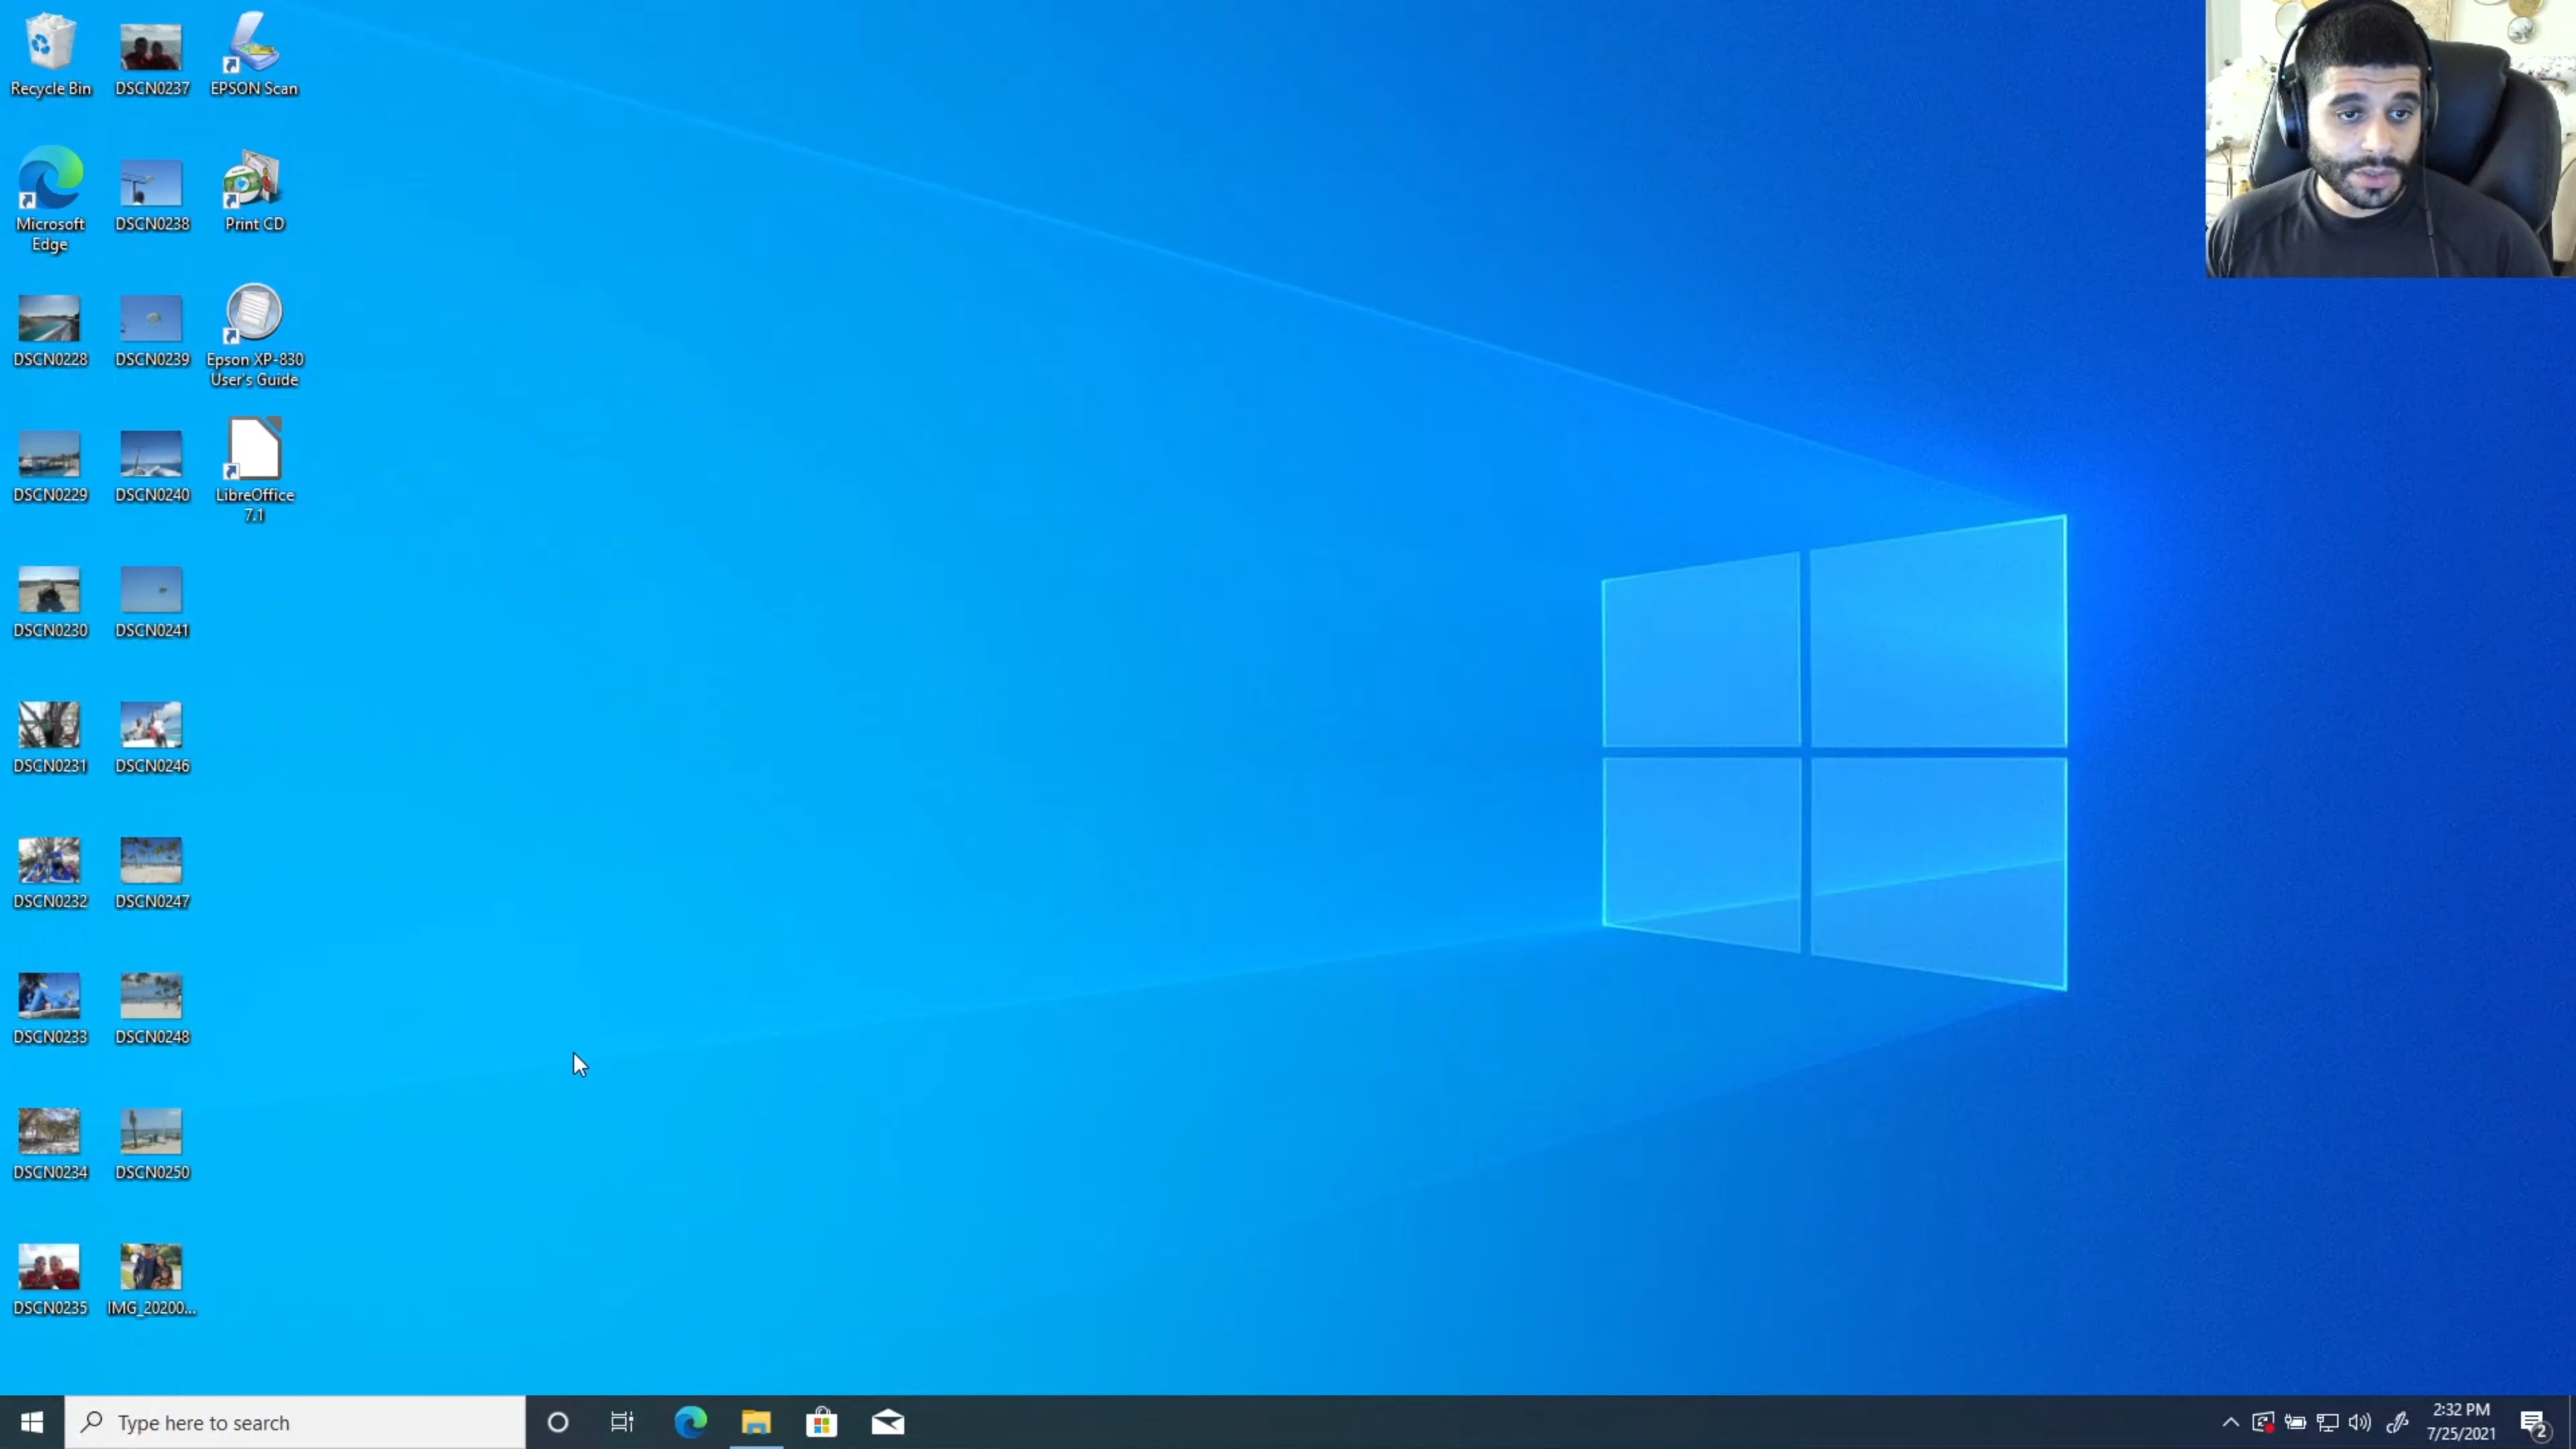 Recycle Bin
DSCN0237
EPSON Scan
Microsoft
Edge
DSCN0238
Print CD
DSCN0228
DSCN0239
Epson XP-830
User's Guide
DSCN0229
DSCN0240
LibreOffice
7.1
DSCN0230
DSCN0241
DSCN0231
DSCN0246
DSCN0232
DSCN0247
DSCN0233
DSCN0248
DSCN0234
DSCN0250
DSCN0235
IMG_20200...
Type here to search
2:32 PM
7/25/2021
2